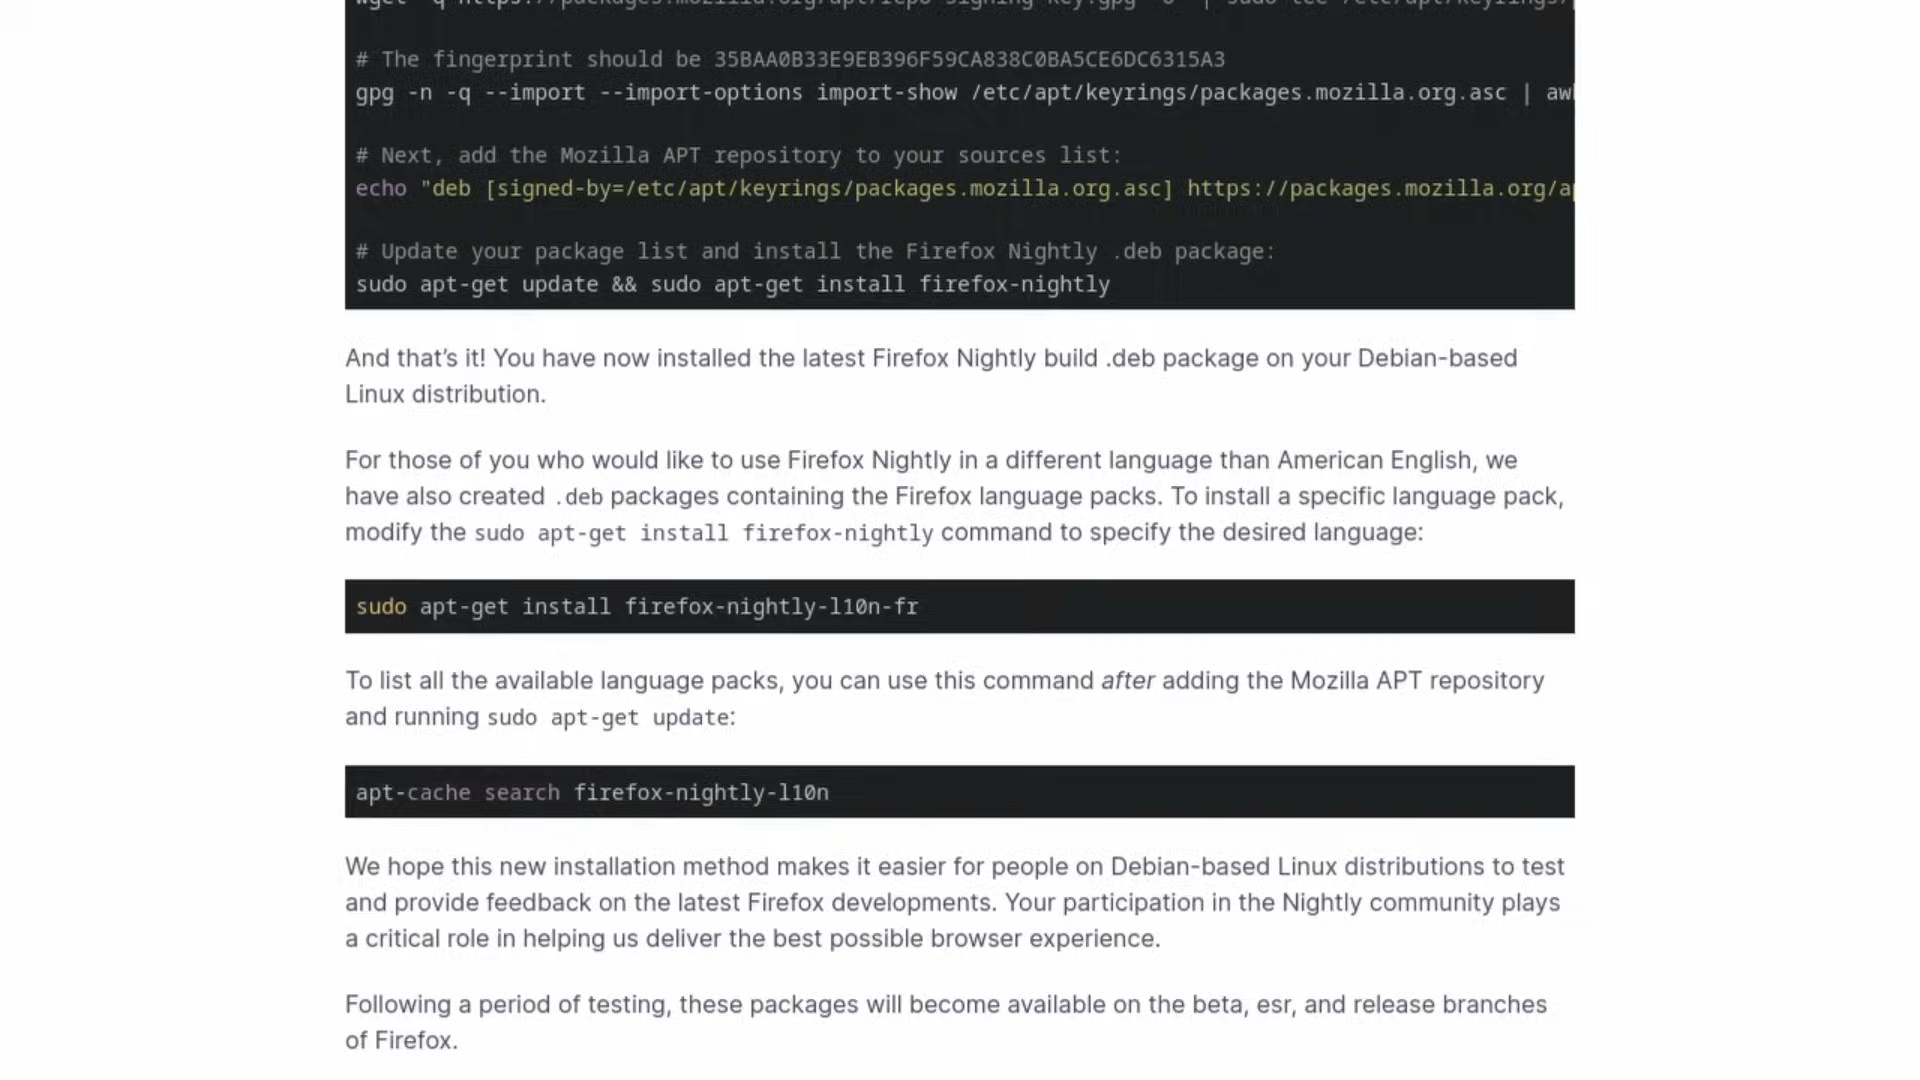 # The fingerprint should be 35BAA0B33E9EB396F59CA838C0BA5CE6DC6315A3
gpg -n -q --import --import-options import-show /etc/apt/keyrings/packages.mozilla.org.asc | aw
# Next, add the Mozilla APT repository to your sources list:
echo "deb [signed-by=/etc/apt/keyrings/packages.mozilla.org.asc] https://packages.mozilla.org/ap
# Update your package list and install the Firefox Nightly .deb package:
sudo apt-get update && sudo apt-get install firefox-nightly
And that’s it! You have now installed the latest Firefox Nightly build .deb package on your Debian-based
Linux distribution.
For those of you who would like to use Firefox Nightly in a different language than American English, we
have also created .deb packages containing the Firefox language packs. To install a specific language pack,
modify the sudo apt-get install firefox-nightly command to specify the desired language:
sudo apt-get install firefox-nightly-l10n-fr
To list all the available language packs, you can use this command after adding the Mozilla APT repository
and running sudo apt-get update:
apt-cache search firefox-nightly-l10n
We hope this new installation method makes it easier for people on Debian-based Linux distributions to test
and provide feedback on the latest Firefox developments. Your participation in the Nightly community plays
a critical role in helping us deliver the best possible browser experience.
Following a period of testing, these packages will become available on the beta, esr, and release branches
of Firefox.